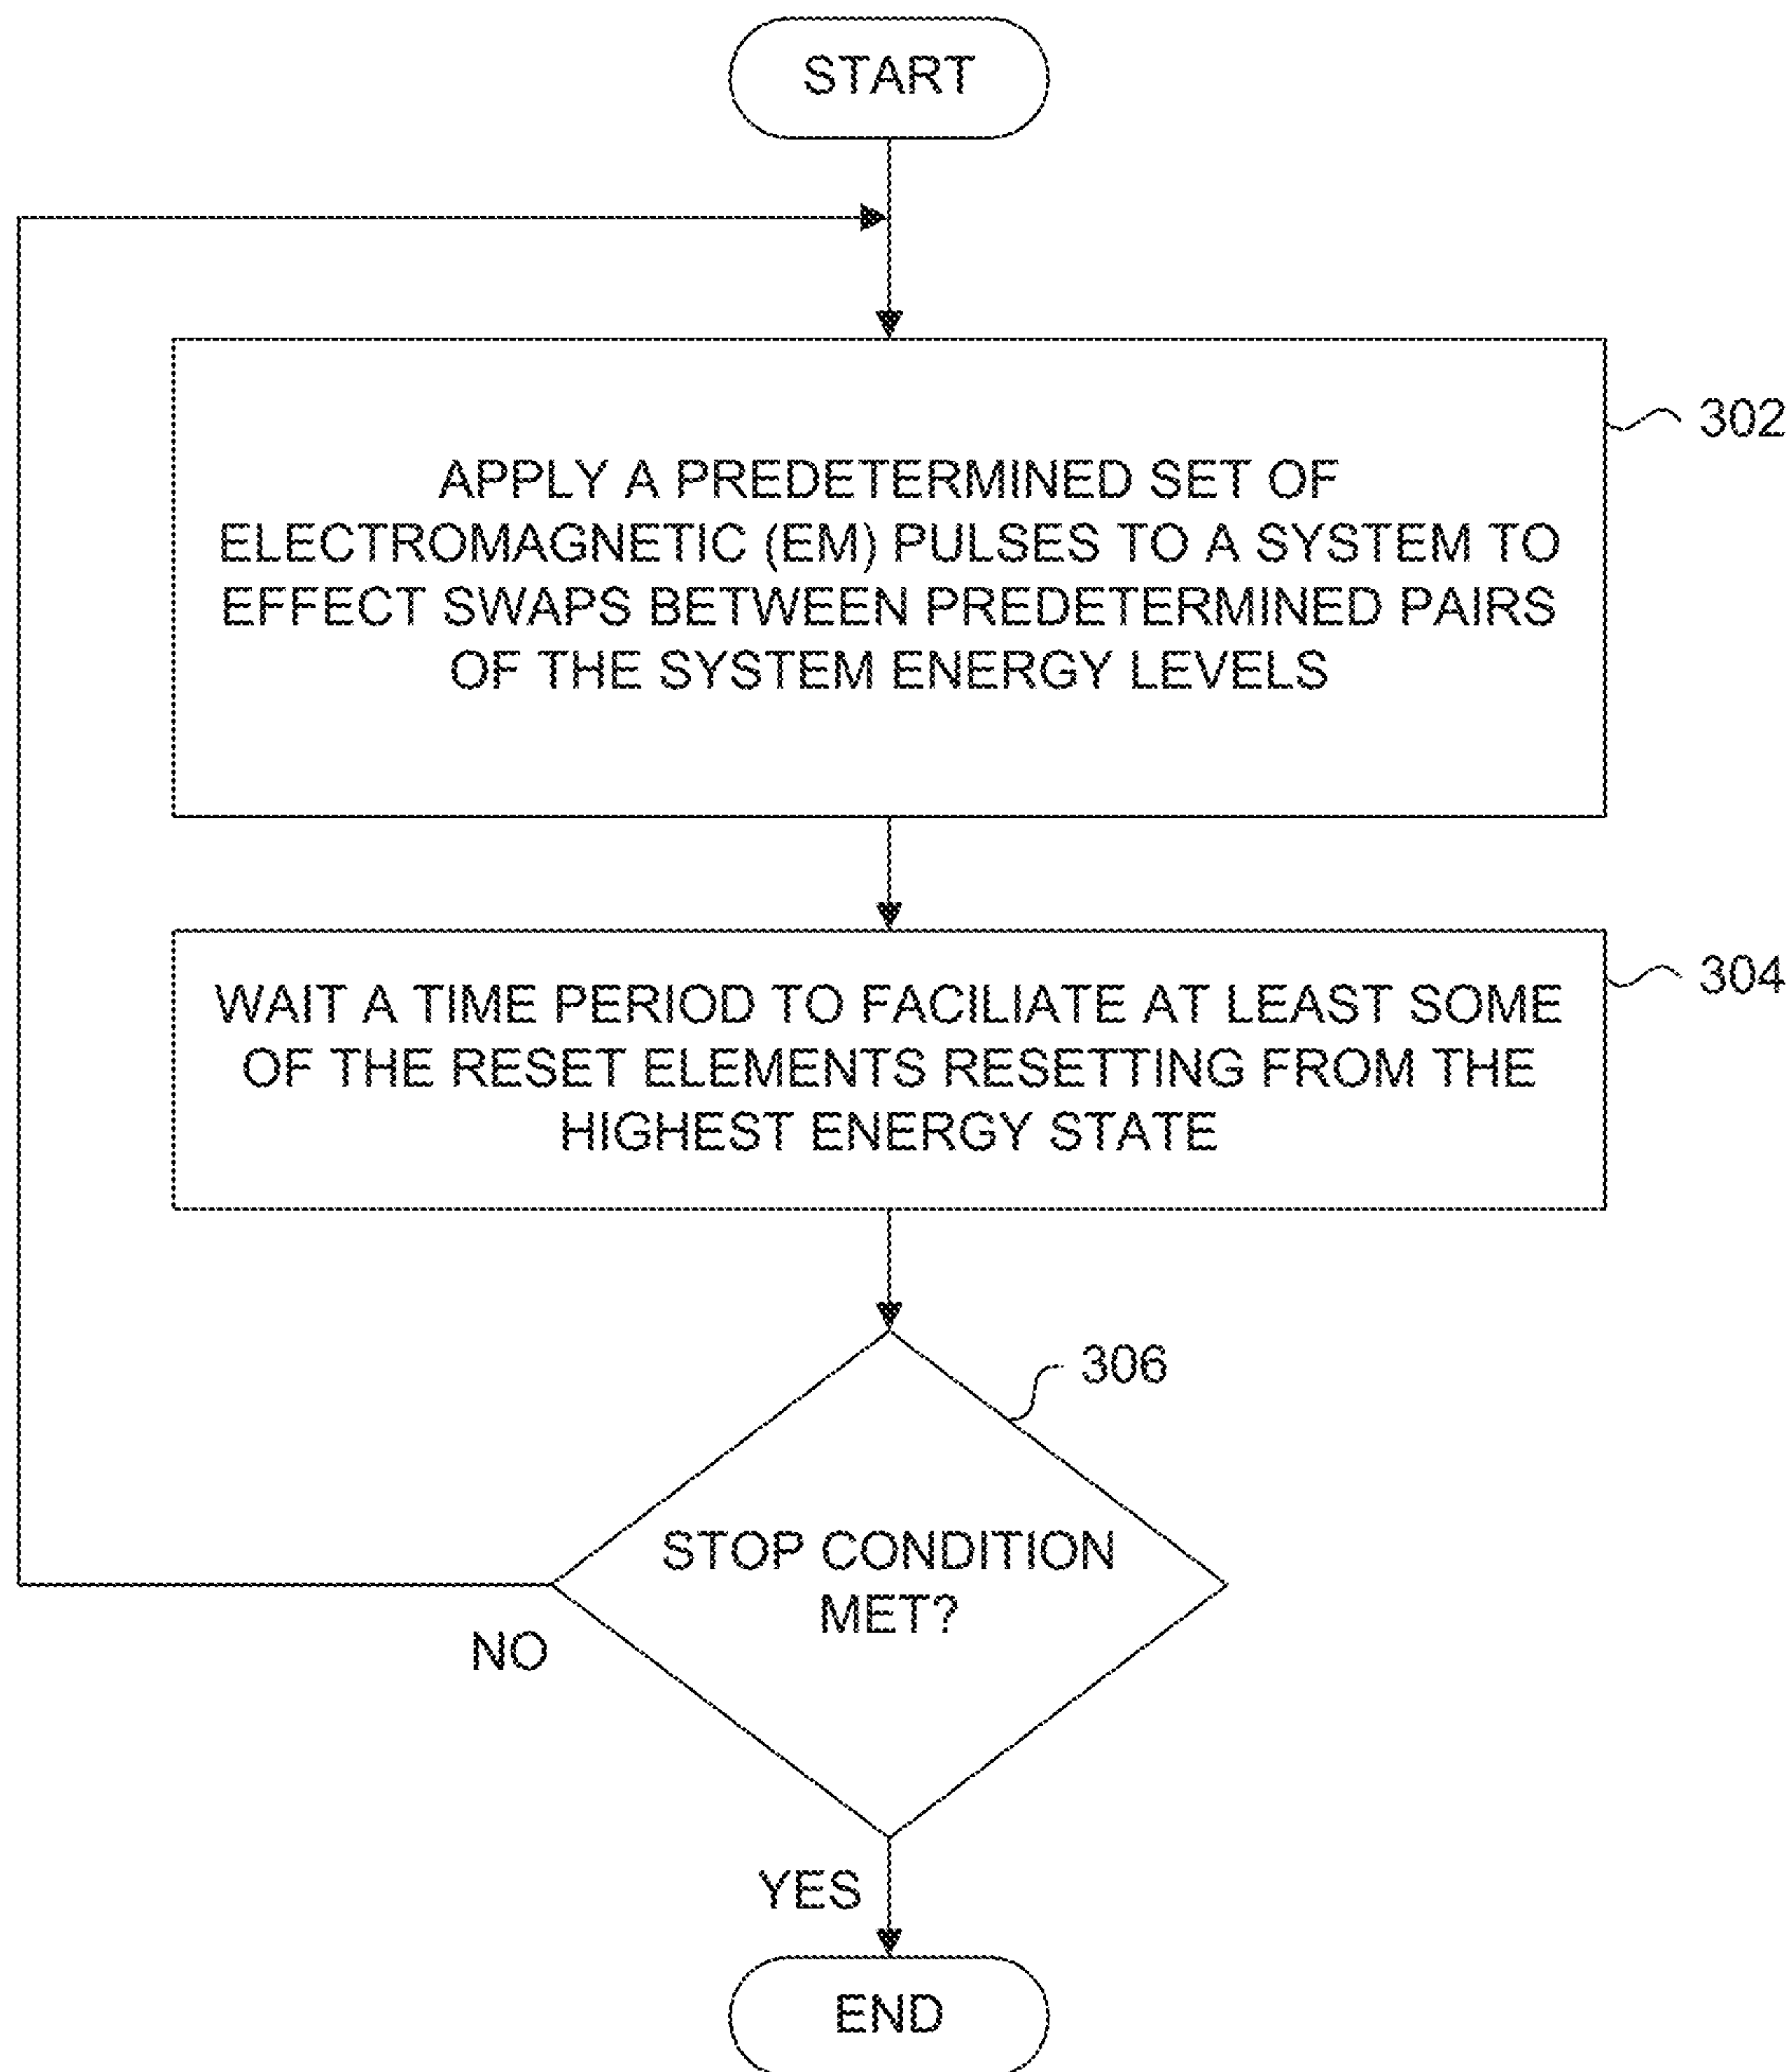 START
302
APPLY A PREDETERMINED SET OF
ELECTROMAGNETIC (EM) PULSES TO A SYSTEM TO
EFFECT SWAPS BETWEEN PREDETERMINED PAIRS
OF THE SYSTEM ENERGY LEVELS
304
WAIT A TIME PERIOD TO FACILIATE AT LEAST SOME
OF THE RESET ELEMENTS RESETTING FROM THE
HIGHEST ENERGY STATE
306
STOP CONDITION
MET?
NO
YES
END